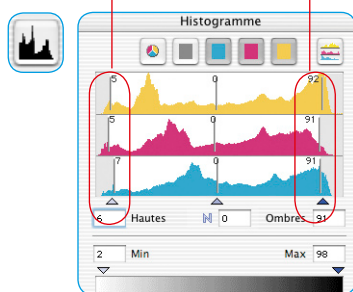 Histogramme
5 0 92
5 0 91
7 0 91
6 Hautes N 0 Ombres 91
2 Min Max 98